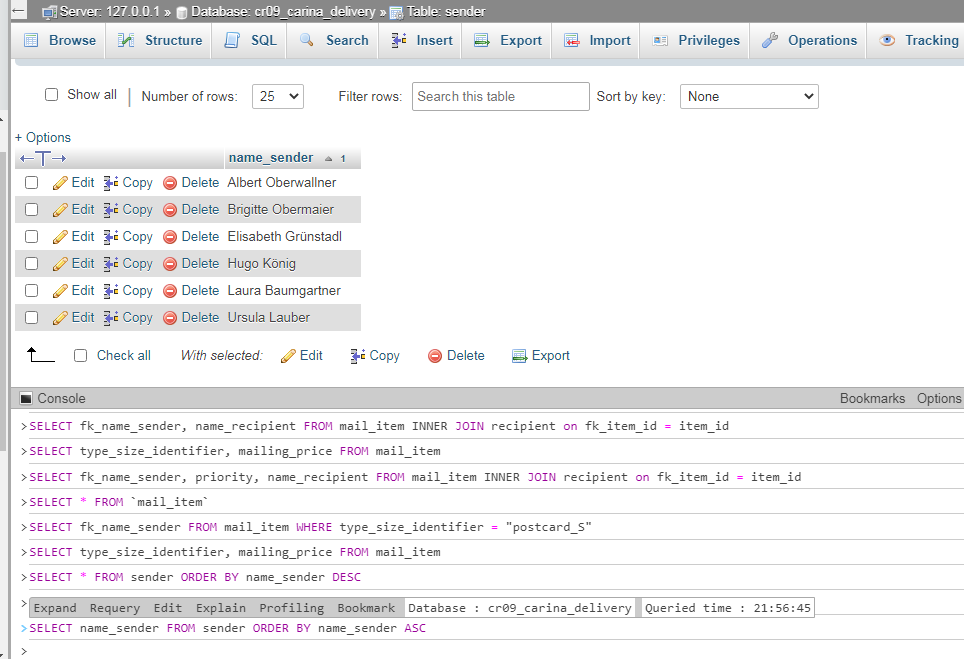 Server: 127.0.0.1 » Database: cr09_carina_delivery » Table: sender
Browse Structure SQL Search Insert Export Import Privileges Operations Tracking
Show all Number of rows: 25 Filter rows: Search this table Sort by key: None
+ Options
←T→ name_sender 1
Edit Copy Delete Albert Oberwallner
Edit Copy Delete Brigitte Obermaier
Edit Copy Delete Elisabeth Grünstadl
Edit Copy Delete Hugo König
Edit Copy Delete Laura Baumgartner
Edit Copy Delete Ursula Lauber
Check all With selected: Edit Copy Delete Export
Console Bookmarks Options
>SELECT fk_name_sender, name_recipient FROM mail_item INNER JOIN recipient on fk_item_id = item_id
>SELECT type_size_identifier, mailing_price FROM mail_item
>SELECT fk_name_sender, priority, name_recipient FROM mail_item INNER JOIN recipient on fk_item_id = item_id
>SELECT * FROM `mail_item`
>SELECT fk_name_sender FROM mail_item WHERE type_size_identifier = "postcard_S"
>SELECT type_size_identifier, mailing_price FROM mail_item
>SELECT * FROM sender ORDER BY name_sender DESC
> Expand Requery Edit Explain Profiling Bookmark Database : cr09_carina_delivery Queried time : 21:56:45
>SELECT name_sender FROM sender ORDER BY name_sender ASC
>